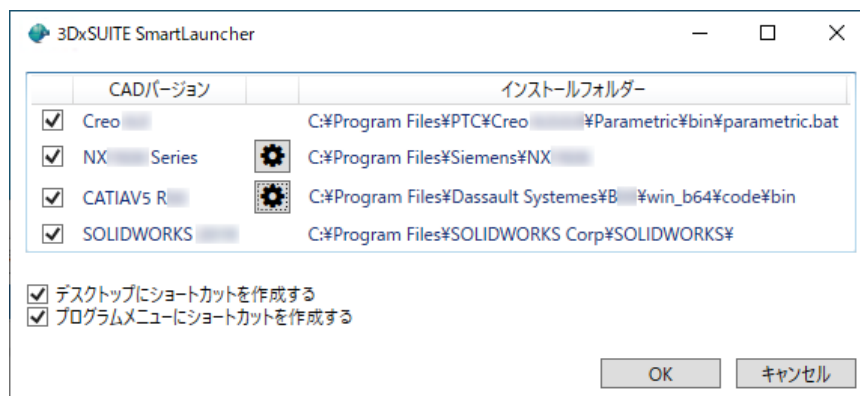 3DxSUITE SmartLauncher
CADバージョン インストールフォルダー
Creo C:¥Program Files¥PTC¥Creo ¥Parametric¥bin¥parametric.bat
NX Series C:¥Program Files¥Siemens¥NX
CATIAV5 R C:¥Program Files¥Dassault Systemes¥B ¥win_b64¥code¥bin
SOLIDWORKS C:¥Program Files¥SOLIDWORKS Corp¥SOLIDWORKS¥
デスクトップにショートカットを作成する
プログラムメニューにショートカットを作成する
OK キャンセル